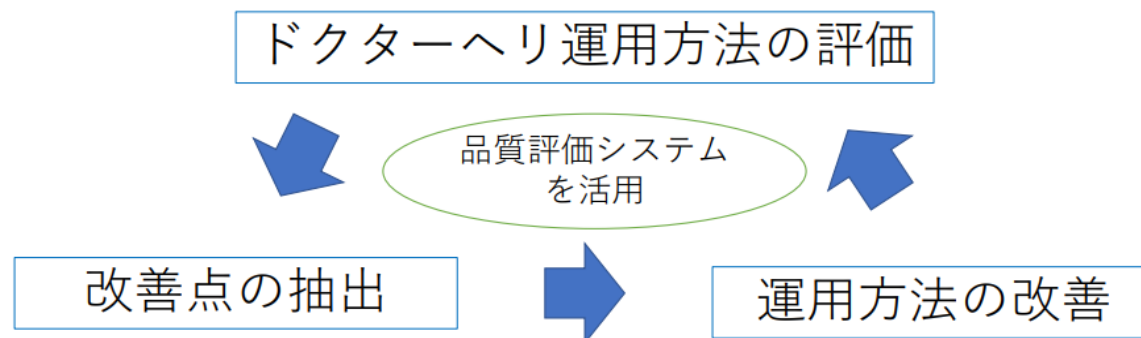 ドクターヘリ運用方法の評価
品質評価システム
を活用
改善点の抽出
運用方法の改善